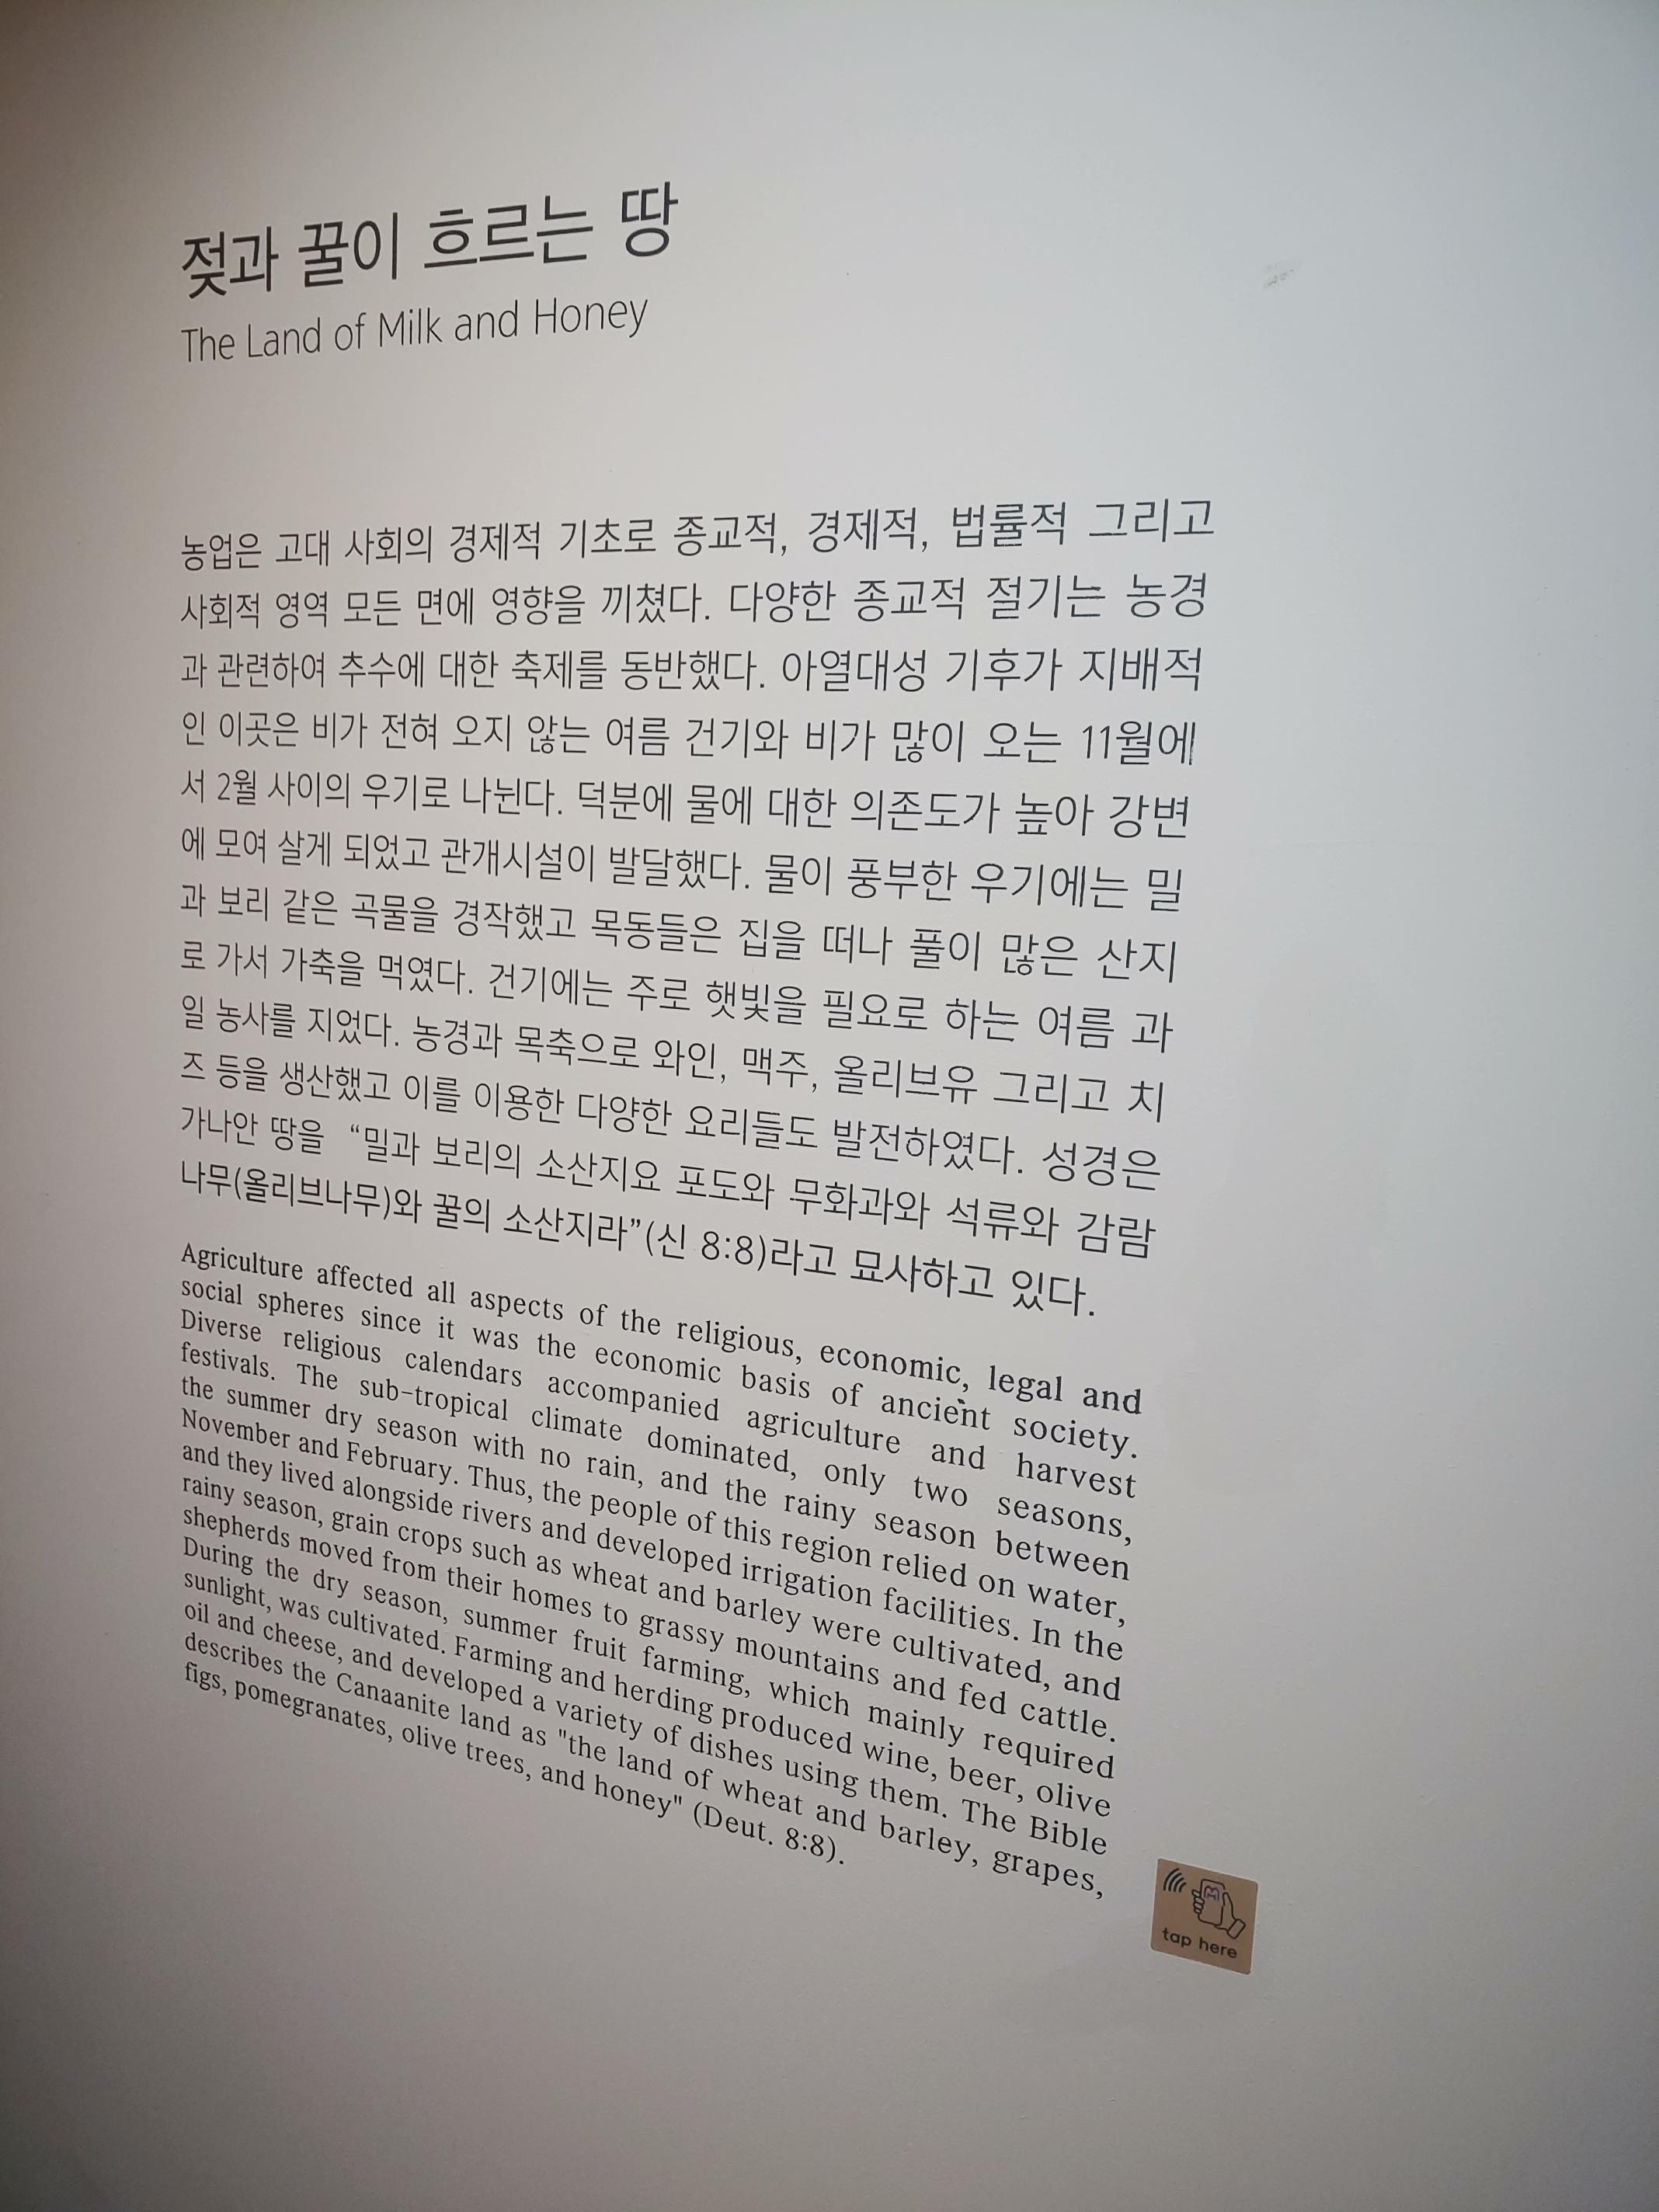 젖과 꿀이 흐르는 땅
The Land of Milk and Honey
농업은 고대 사회의 경제적 기초로 종교적, 경제적, 법률적 그리고
사회적 영역 모든 면에 영향을 끼쳤다. 다양한 종교적 절기는 농경
과 관련하여 추수에 대한 축제를 동반했다. 아열대성 기후가 지배적
인 이곳은 비가 전혀 오지 않는 여름 건기와 비가 많이 오는 11월에
서 2월 사이의 우기로 나뉜다. 덕분에 물에 대한 의존도가 높아 강변
에 모여 살게 되었고 관개시설이 발달했다. 물이 풍부한 우기에는 밀
과 보리 같은 곡물을 경작했고 목동들은 집을 떠나 풀이 많은 산지
로 가서 가축을 먹였다. 건기에는 주로 햇빛을 필요로 하는 여름 과
일 농사를 지었다. 농경과 목축으로 와인, 맥주, 올리브유 그리고 치
즈 등을 생산했고 이를 이용한 다양한 요리들도 발전하였다. 성경은
가나안 땅을 “밀과 보리의 소산지요 포도와 무화과와 석류와 감람
나무(올리브나무)와 꿀의 소산지라”(신 8:8)라고 묘사하고 있다.
Agriculture affected all aspects of the religious, economic, legal and
social spheres since it was the economic basis of ancient society.
Diverse religious calendars accompanied agriculture and harvest
festivals. The sub-tropical climate dominated, only two seasons,
the summer dry season with no rain, and the rainy season between
November and February. Thus, the people of this region relied on water,
and they lived alongside rivers and developed irrigation facilities. In the
rainy season, grain crops such as wheat and barley were cultivated, and
shepherds moved from their homes to grassy mountains and fed cattle.
During the dry season, summer fruit farming, which mainly required
sunlight, was cultivated. Farming and herding produced wine, beer, olive
oil and cheese, and developed a variety of dishes using them. The Bible
describes the Canaanite land as "the land of wheat and barley, grapes,
figs, pomegranates, olive trees, and honey" (Deut. 8:8).
tap here